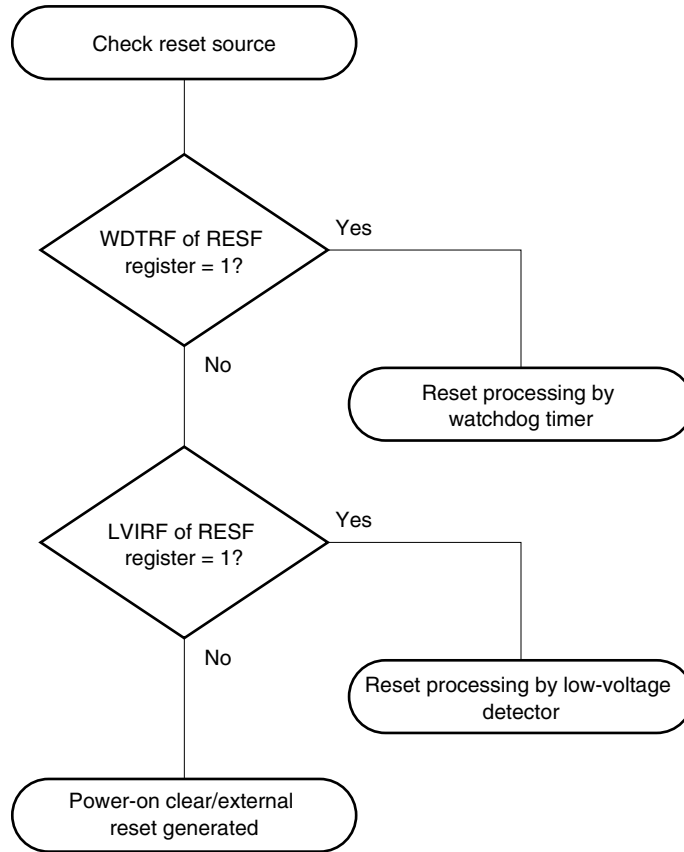 Check reset source
WDTRF of RESF
register = 1?
Yes
No
Reset processing by
watchdog timer
LVIRF of RESF
register = 1?
Yes
No
Reset processing by low-voltage
detector
Power-on clear/external
reset generated